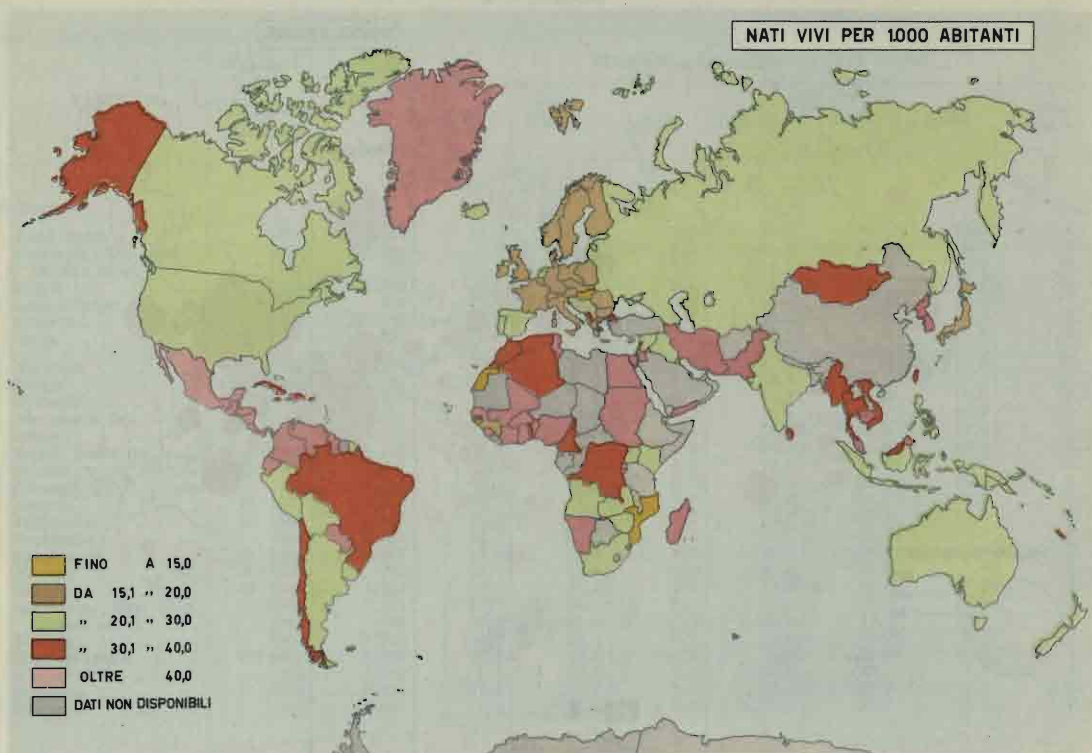 NATI VIVI PER 1.000 ABITANTI
FINO A 15,0
DA 15,1 " 20,0
" 20,1 " 30,0
" 30,1 " 40,0
OLTRE 40,0
DATI NON DISPONIBILI